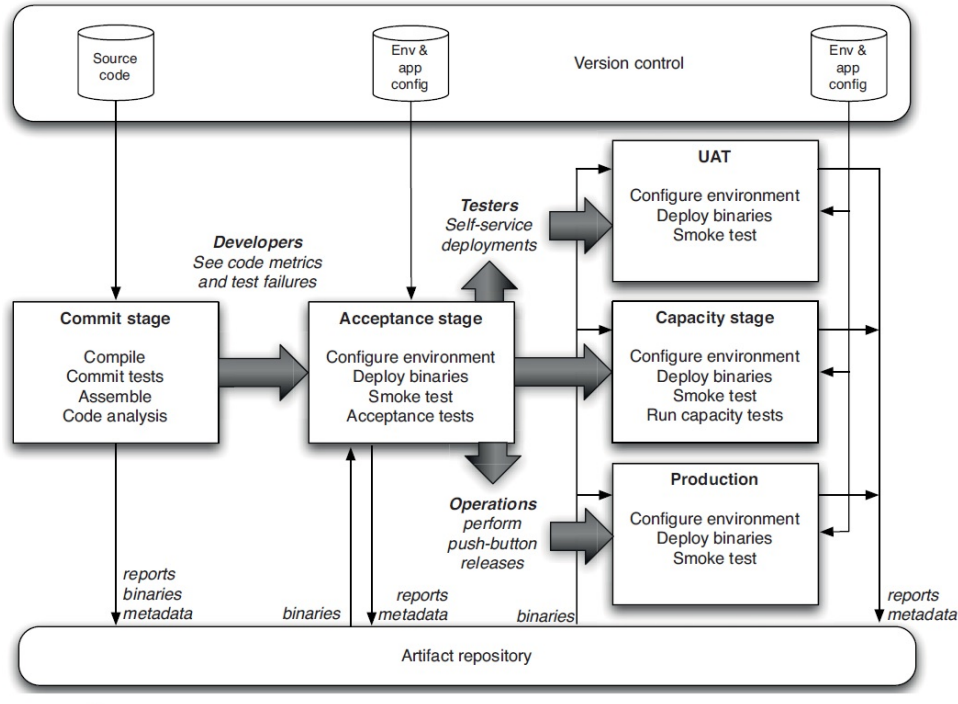 Source
code
Env &
app
config
Version control
Env &
app
config
Developers
See code metrics
and test failures
Testers
Self-service
deployments
UAT
Configure environment
Deploy binaries
Smoke test
Commit stage
Compile
Commit tests
Assemble
Code analysis
Acceptance stage
Configure environment
Deploy binaries
Smoke test
Acceptance tests
Capacity stage
Configure environment
Deploy binaries
Smoke test
Run capacity tests
Operations
perform
push-button
releases
Production
Configure environment
Deploy binaries
Smoke test
reports
binaries
metadata
binaries
reports
metadata
binaries
reports
metadata
Artifact repository